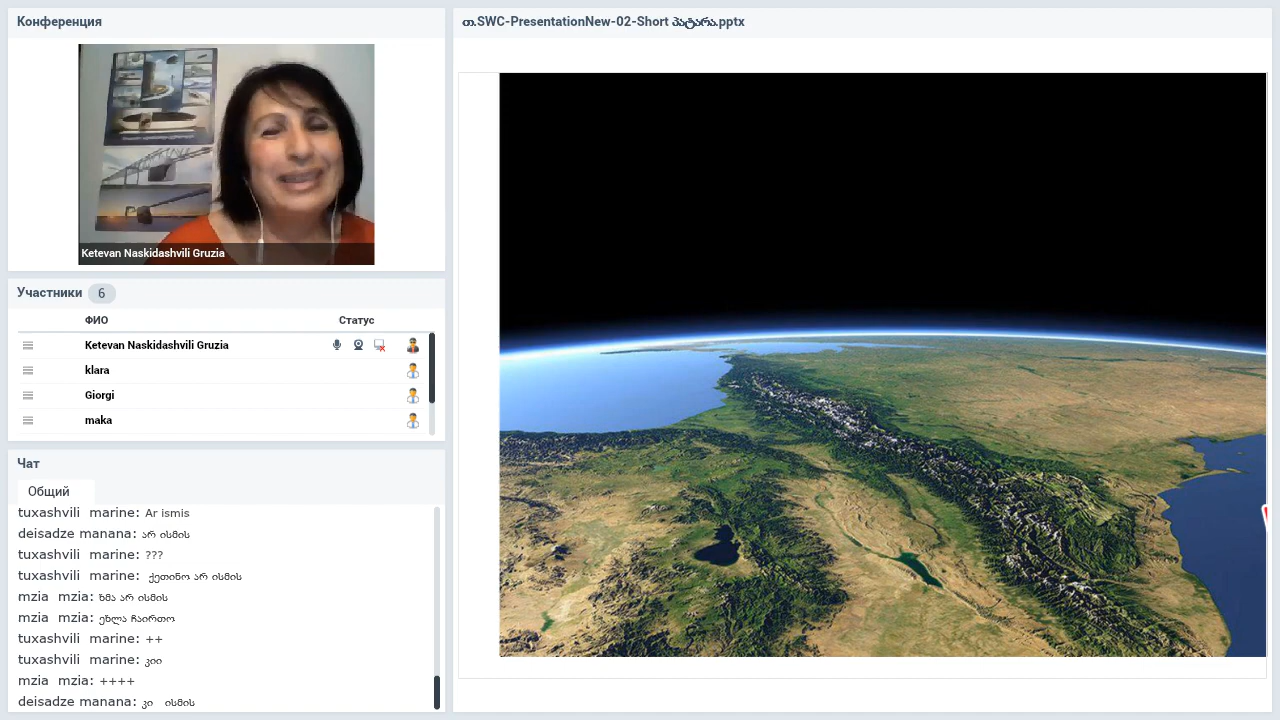 Конференция
Ketevan Naskidashvili Gruzia
Участники 6
ФИО Статус
Ketevan Naskidashvili Gruzia
klara
Giorgi
maka
Чат
Общий
tuxashvili marine: Ar ismis
deisadze manana: არ ისმის
tuxashvili marine: ???
tuxashvili marine: ქეთინო არ ისმის
mzia mzia: ხმა არ ისმის
mzia mzia: ეხლა ჩაირთო
tuxashvili marine: ++
tuxashvili marine: კიი
mzia mzia: ++++
deisadze manana: კი ისმის
თ.SWC-PresentationNew-02-Short პატარა.pptx